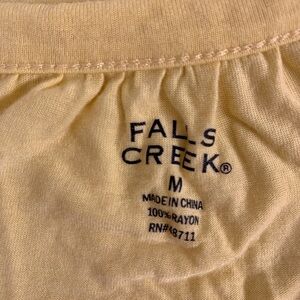 FALLS
CREEK®
M
MADE IN CHINA
100% RAYON
RN#48711